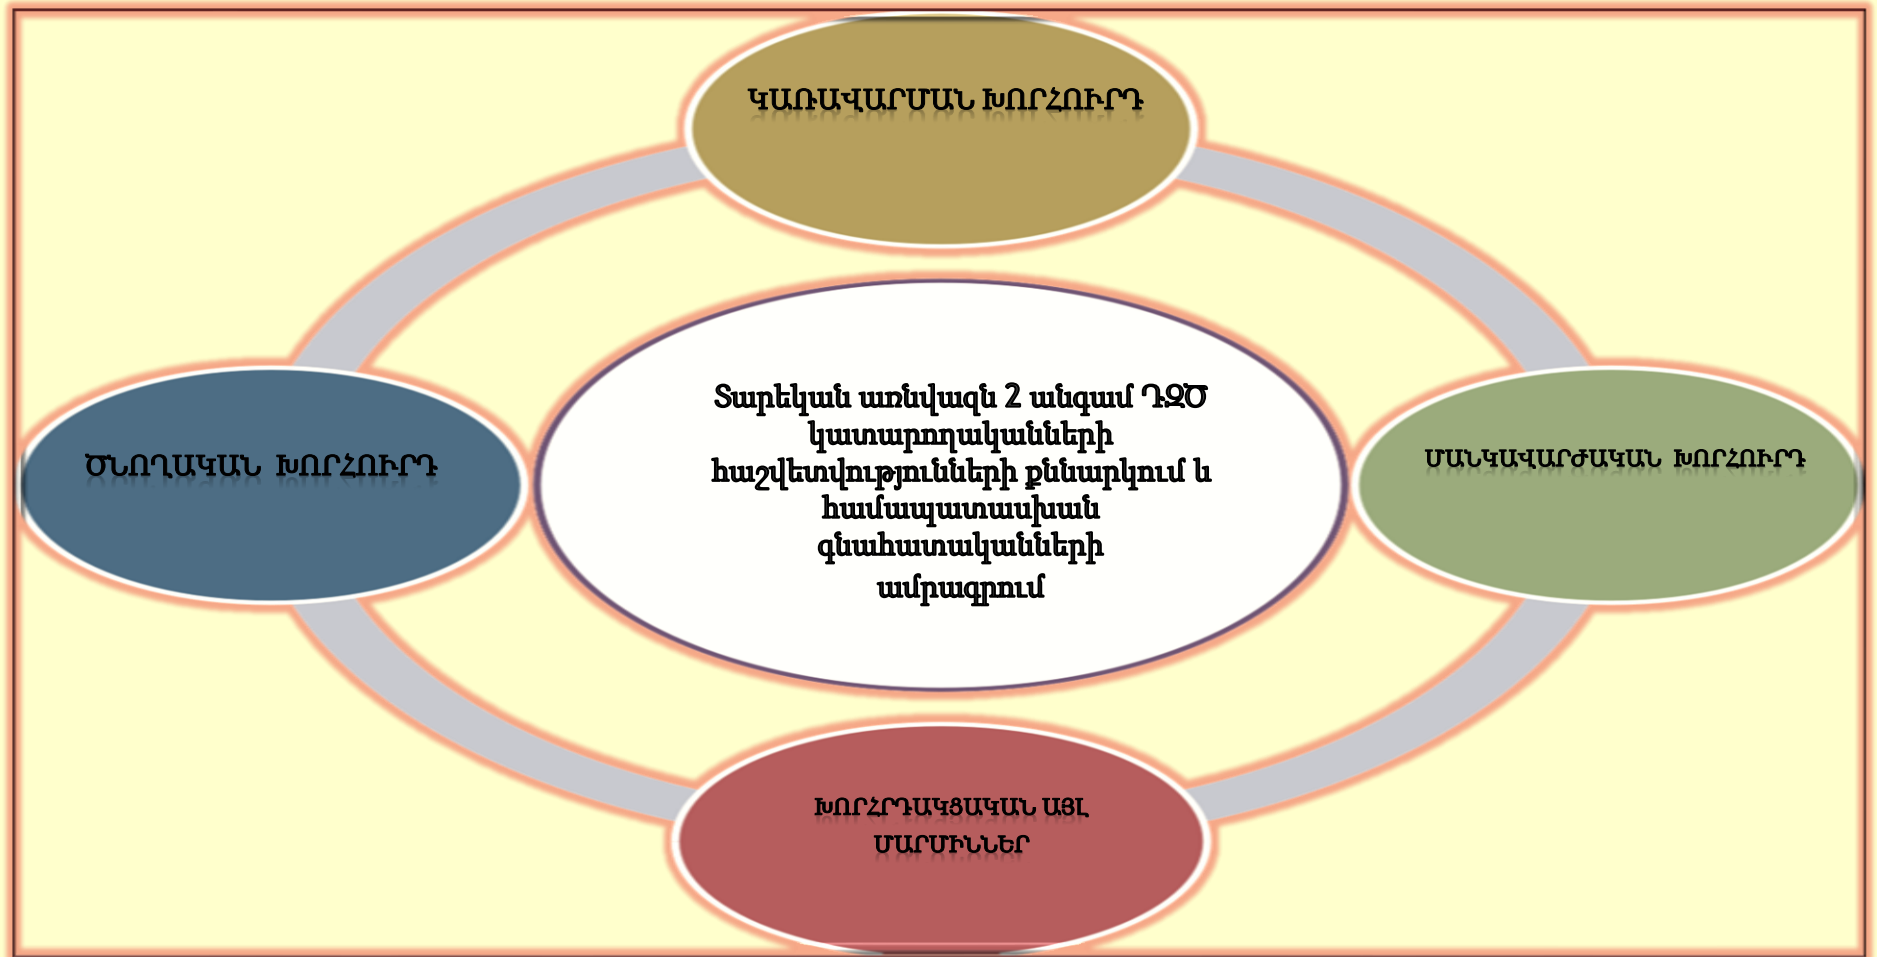 ԿԱՌԱՎԱՐՄԱՆ ԽՈՐՀՈՒՐԴ
ԾՆՈՂԱԿԱՆ ԽՈՐՀՈՒՐԴ
Տարեկան առնվազն 2 անգամ ԴԶԾ
կատարողականների
հաշվետվությունների քննարկում և
համապատասխան
գնահատականների
ամրագրում
ՄԱՆԿԱՎԱՐԺԱԿԱՆ ԽՈՐՀՈՒՐԴ
ԽՈՐՀՐԴԱԿՑԱԿԱՆ ԱՅԼ
ՄԱՐՄԻՆՆԵՐ